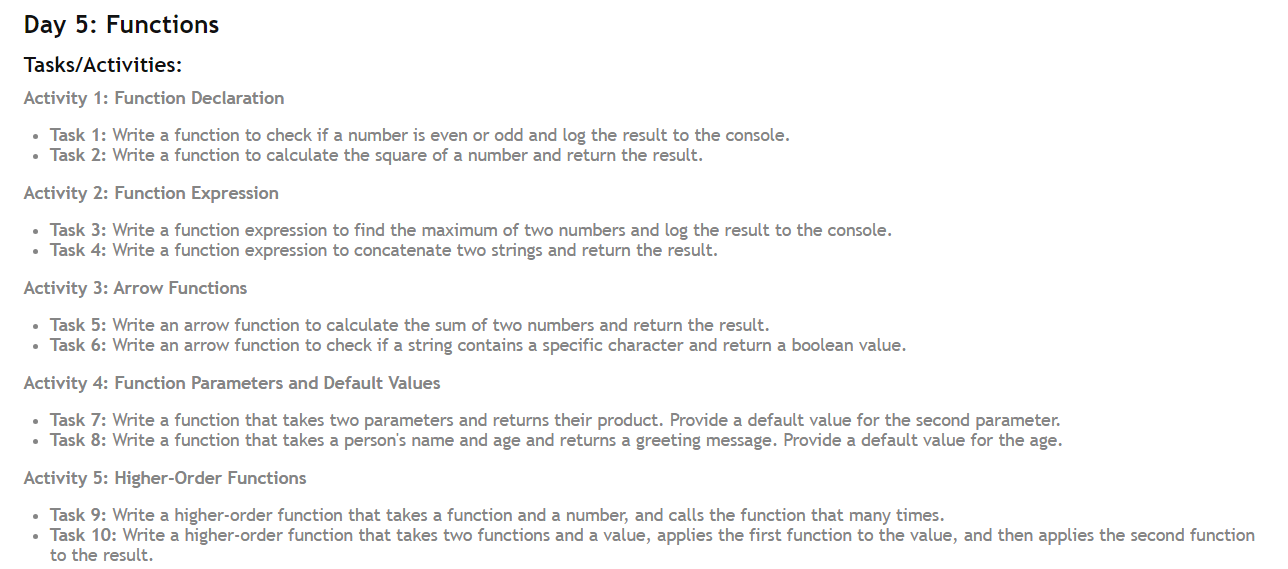 Day 5: Functions
Tasks/Activities:
Activity 1: Function Declaration
• Task 1: Write a function to check if a number is even or odd and log the result to the console.
• Task 2: Write a function to calculate the square of a number and return the result.
Activity 2: Function Expression
• Task 3: Write a function expression to find the maximum of two numbers and log the result to the console.
• Task 4: Write a function expression to concatenate two strings and return the result.
Activity 3: Arrow Functions
• Task 5: Write an arrow function to calculate the sum of two numbers and return the result.
• Task 6: Write an arrow function to check if a string contains a specific character and return a boolean value.
Activity 4: Function Parameters and Default Values
• Task 7: Write a function that takes two parameters and returns their product. Provide a default value for the second parameter.
• Task 8: Write a function that takes a person's name and age and returns a greeting message. Provide a default value for the age.
Activity 5: Higher-Order Functions
• Task 9: Write a higher-order function that takes a function and a number, and calls the function that many times.
• Task 10: Write a higher-order function that takes two functions and a value, applies the first function to the value, and then applies the second function
to the result.